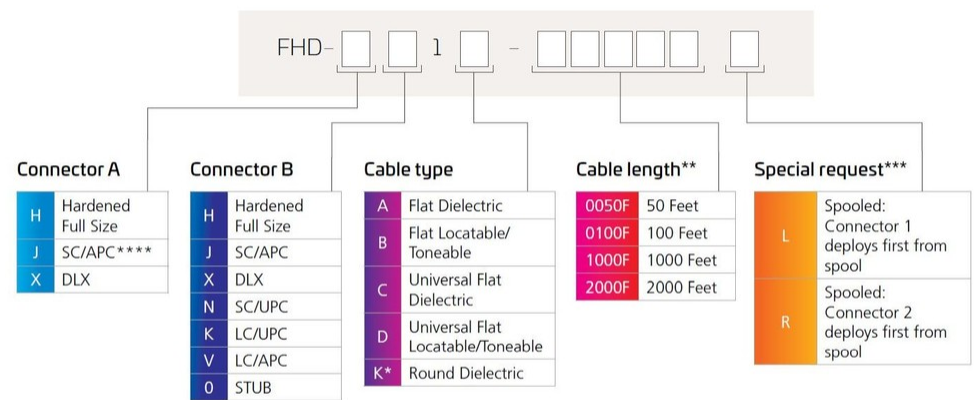 FHD- 1 –
Connector A
H Hardened
Full Size
J SC/APC****
X DLX
Connector B
H Hardened
Full Size
J SC/APC
X DLX
N SC/UPC
K LC/UPC
V LC/APC
0 STUB
Cable type
A Flat Dielectric
B Flat Locatable/
Toneable
C Universal Flat
Dielectric
D Universal Flat
Locatable/Toneable
K* Round Dielectric
Cable length**
0050F 50 Feet
0100F 100 Feet
1000F 1000 Feet
2000F 2000 Feet
Special request***
L Spooled:
Connector 1
deploys first from
spool
R Spooled:
Connector 2
deploys first from
spool